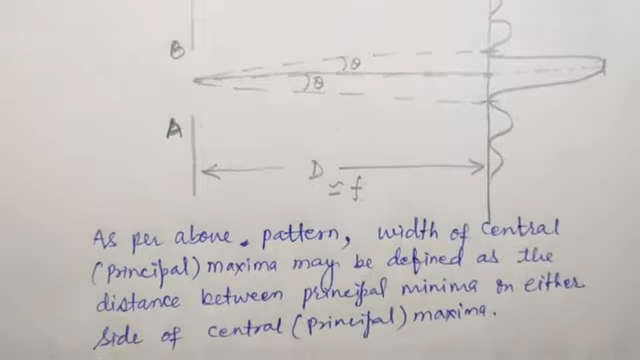 B
θ
θ
A
D
≃ f
As per above. pattern, width of central
(principal) maxima may be defined as the
distance between principal minima on either
side of central (principal) maxima.